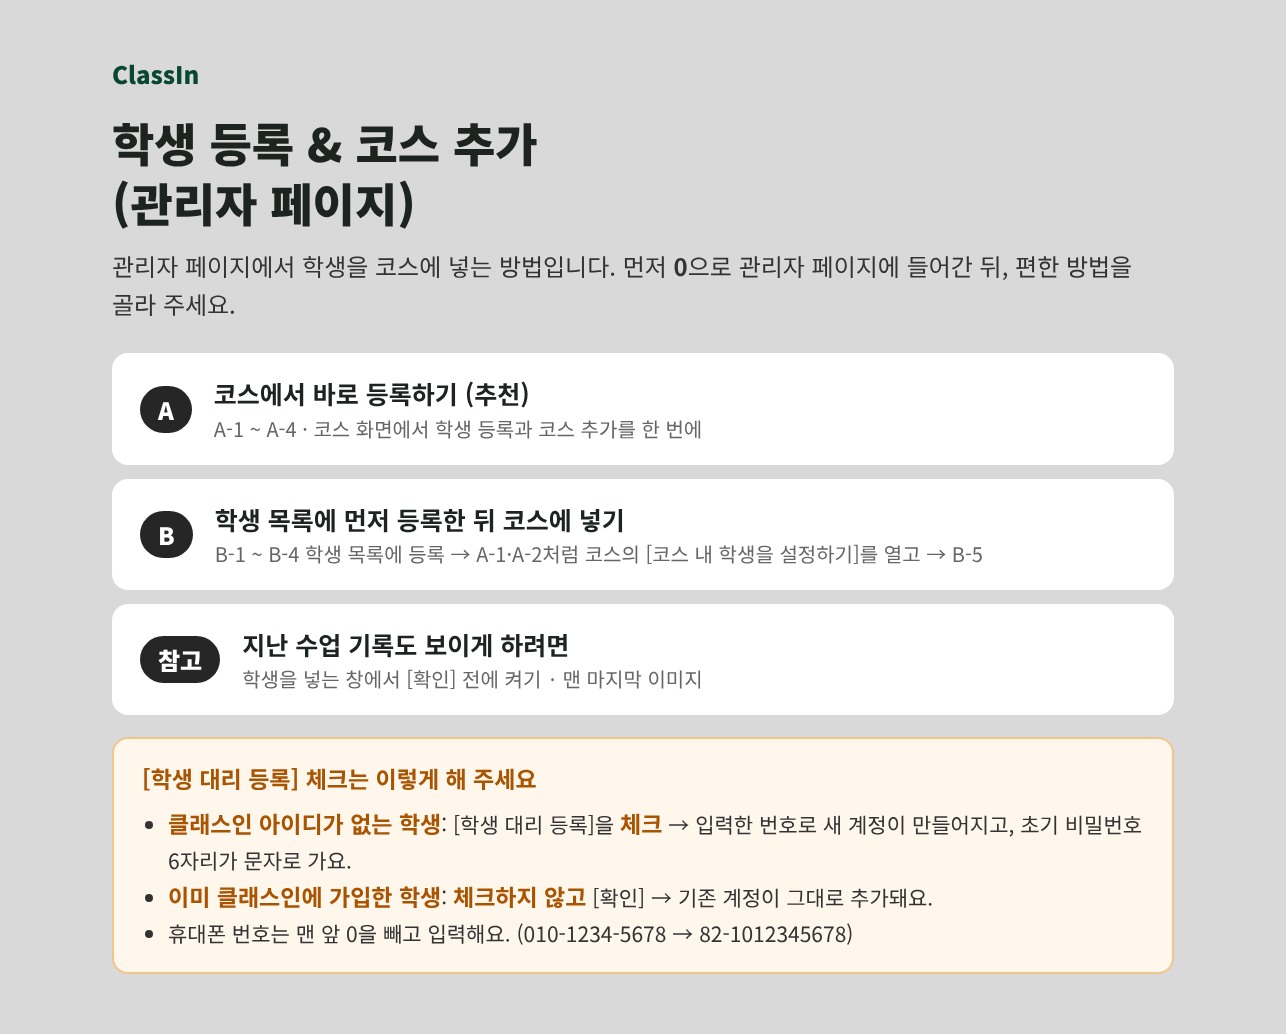 ClassIn
학생 등록 & 코스 추가
(관리자 페이지)
관리자 페이지에서 학생을 코스에 넣는 방법입니다. 먼저 0으로 관리자 페이지에 들어간 뒤, 편한 방법을
골라 주세요.
A
코스에서 바로 등록하기 (추천)
A-1 ~ A-4 · 코스 화면에서 학생 등록과 코스 추가를 한 번에
B
학생 목록에 먼저 등록한 뒤 코스에 넣기
B-1 ~ B-4 학생 목록에 등록 → A-1·A-2처럼 코스의 [코스 내 학생을 설정하기]를 열고 → B-5
참고
지난 수업 기록도 보이게 하려면
학생을 넣는 창에서 [확인] 전에 켜기 · 맨 마지막 이미지
[학생 대리 등록] 체크는 이렇게 해 주세요
• 클래스인 아이디가 없는 학생: [학생 대리 등록]을 체크 → 입력한 번호로 새 계정이 만들어지고, 초기 비밀번호
6자리가 문자로 가요.
• 이미 클래스인에 가입한 학생: 체크하지 않고 [확인] → 기존 계정이 그대로 추가돼요.
• 휴대폰 번호는 맨 앞 0을 빼고 입력해요. (010-1234-5678 → 82-1012345678)